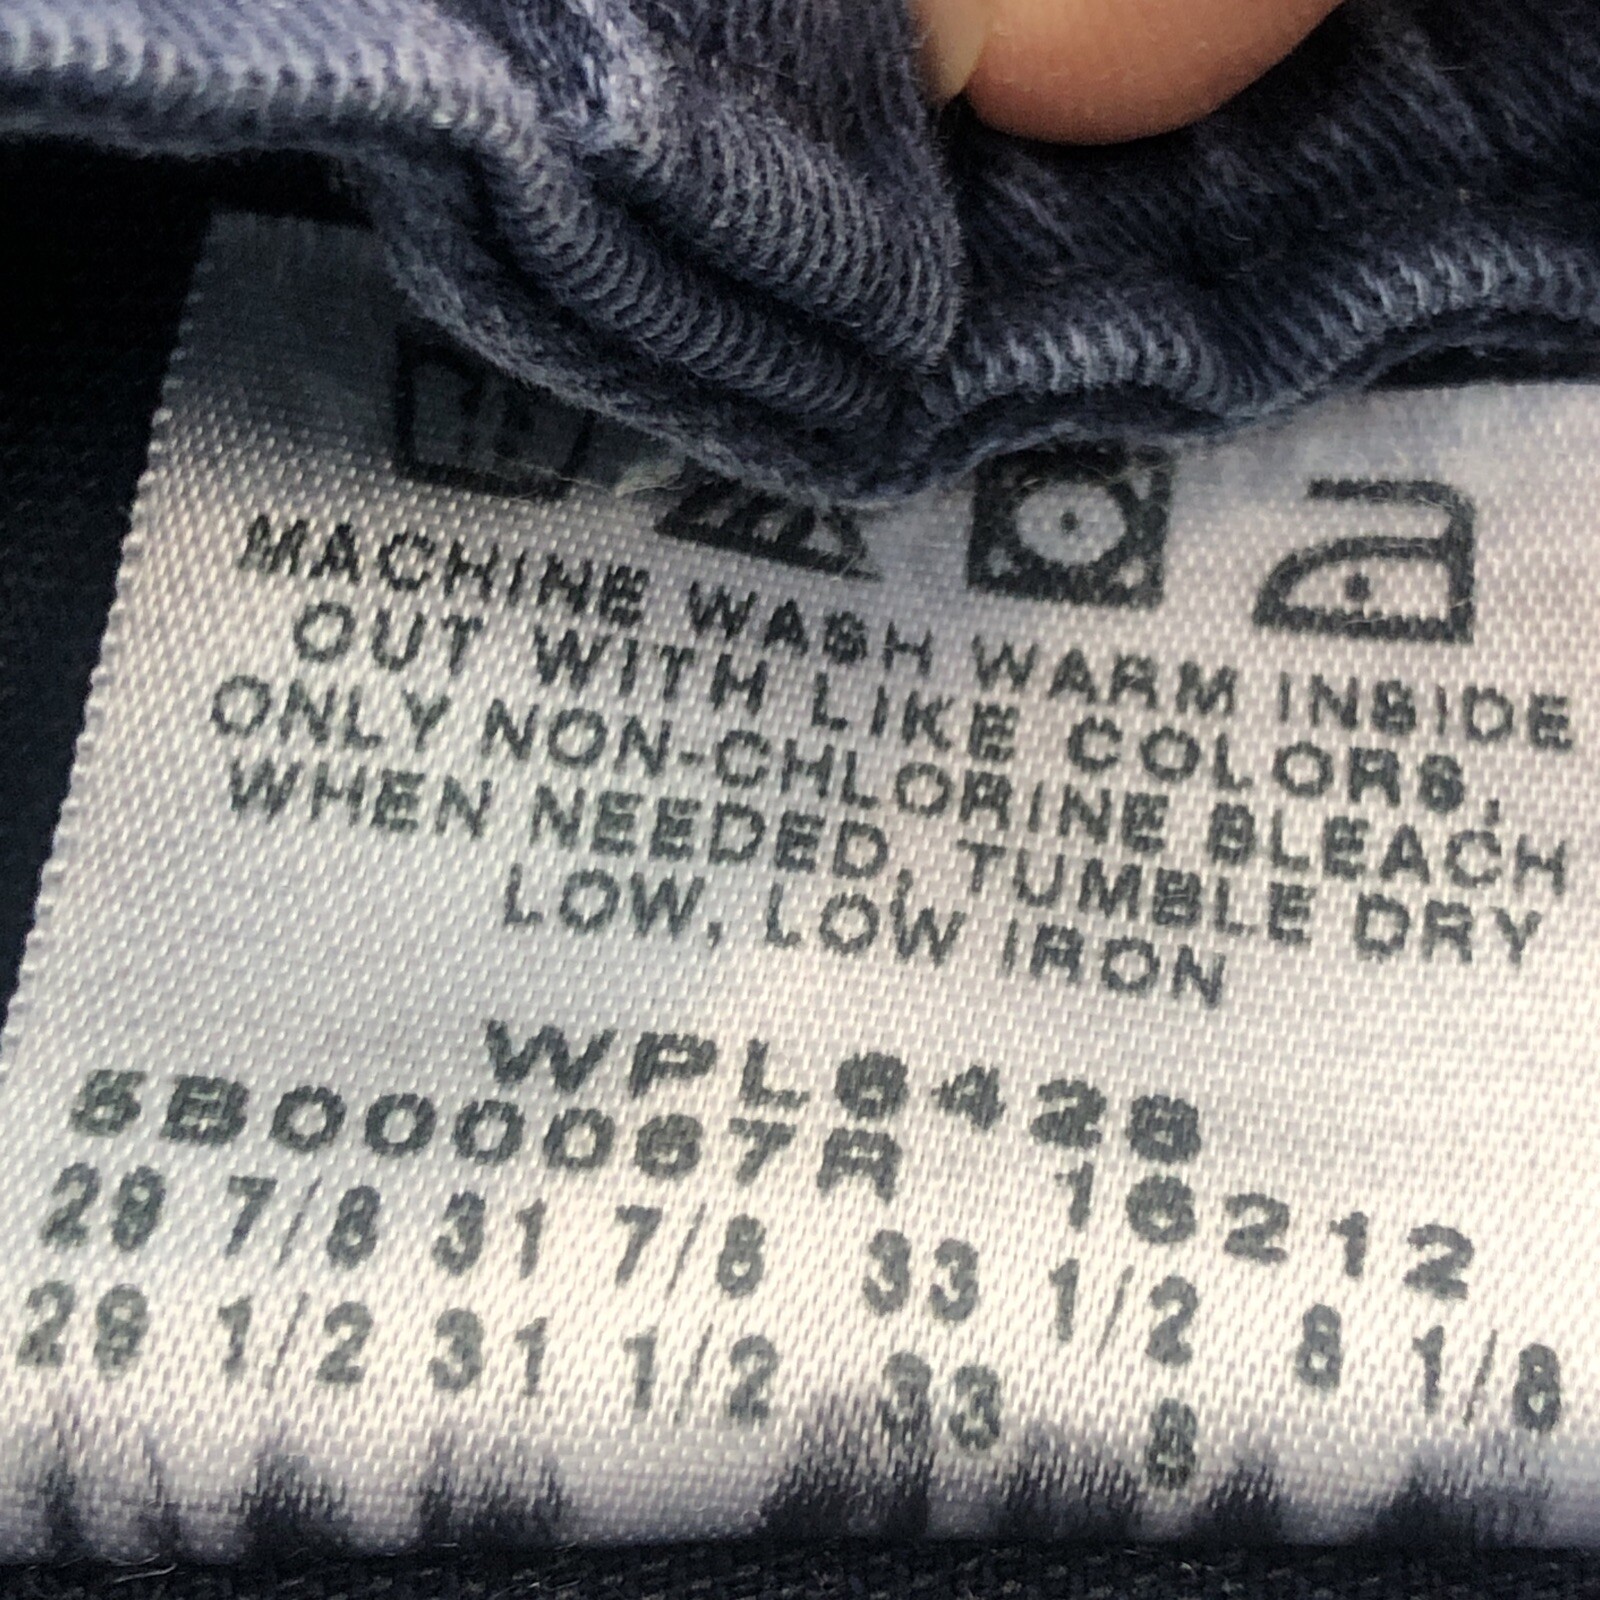 MACHINE WASH WARM INSIDE
OUT WITH LIKE COLORS,
ONLY NON-CHLORINE BLEACH
WHEN NEEDED, TUMBLE DRY
LOW, LOW IRON
WPL8428
5B000067R 16212
29 7/8 31 7/8 33 1/2 8 1/8
29 1/2 31 1/2 33 8